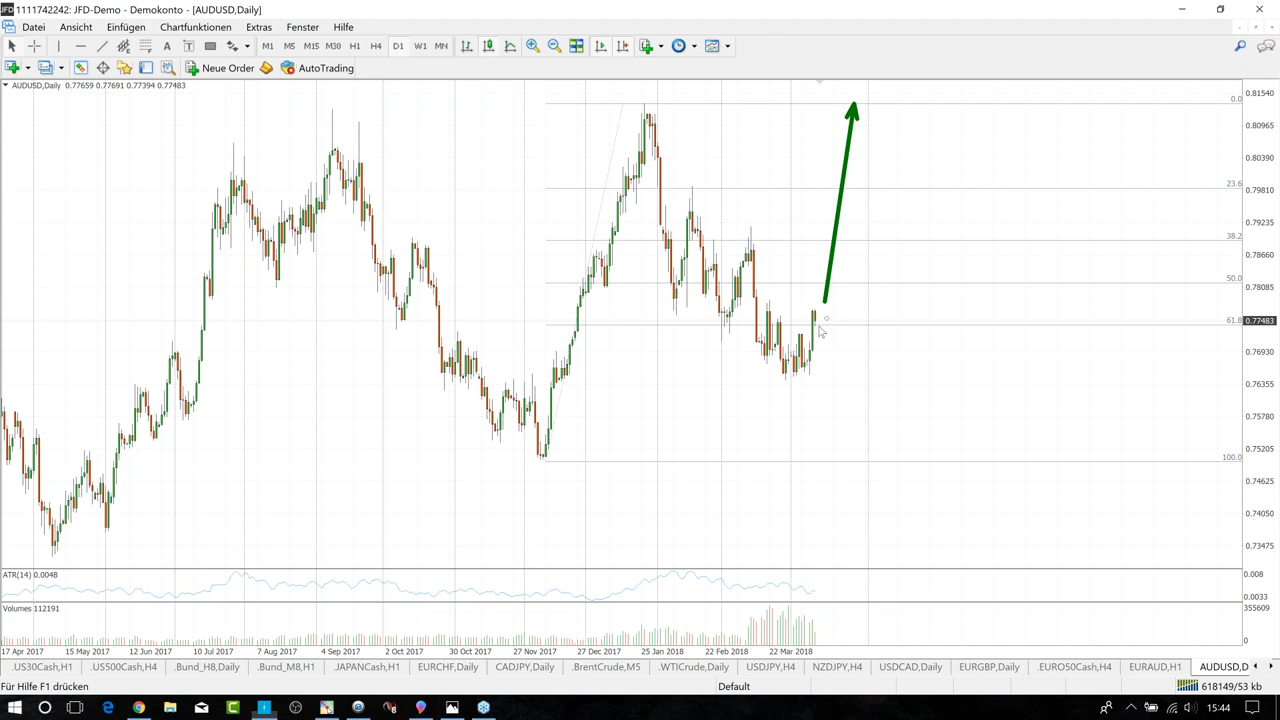 1111742242: JFD-Demo - Demokonto - [AUDUSD,Daily]
Datei Ansicht Einfügen Chartfunktionen Extras Fenster Hilfe
A T M1 M5 M15 M30 H1 H4 D1 W1 MN
Neue Order AutoTrading
AUDUSD,Daily 0.77659 0.77691 0.77394 0.77483
0.81540
0.0
0.80965
0.80390
23.6
0.79810
0.79235
38.2
0.78660
50.0
0.78085
61.8 0.77483
0.76930
0.76355
0.75780
100.0
0.75205
0.74625
0.74050
0.73475
ATR(14) 0.0048
0.008
0.0033
Volumes 112191
355609
0
17 Apr 2017 15 May 2017 12 Jun 2017 10 Jul 2017 7 Aug 2017 4 Sep 2017 2 Oct 2017 30 Oct 2017 27 Nov 2017 27 Dec 2017 25 Jan 2018 22 Feb 2018 22 Mar 2018
.US30Cash,H1 .US500Cash,H4 .Bund_H8,Daily .Bund_M8,H1 .JAPANCash,H1 EURCHF,Daily CADJPY,Daily .BrentCrude,M5 .WTICrude,Daily USDJPY,H4 NZDJPY,H4 USDCAD,Daily EURGBP,Daily .EURO50Cash,H4 EURAUD,H1 AUDUSD,D
Für Hilfe F1 drücken Default 618149/53 kb
15:44